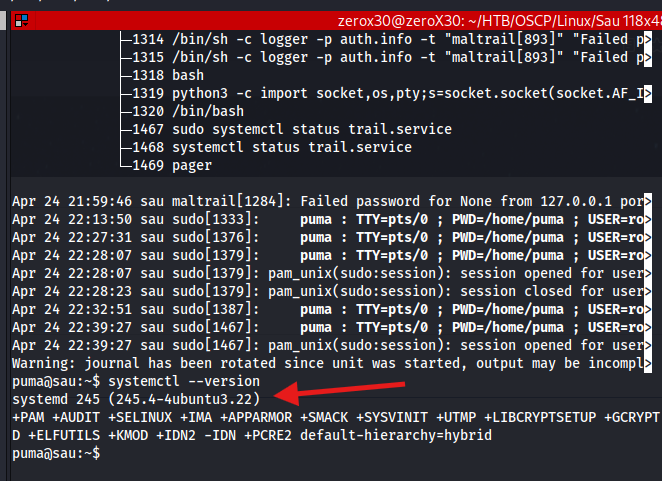 zerox30@zeroX30: ~/HTB/OSCP/Linux/Sau 118x48
├─1314 /bin/sh -c logger -p auth.info -t "maltrail[893]" "Failed p>
├─1315 /bin/sh -c logger -p auth.info -t "maltrail[893]" "Failed p>
├─1318 bash
├─1319 python3 -c import socket,os,pty;s=socket.socket(socket.AF_I>
├─1320 /bin/bash
├─1467 sudo systemctl status trail.service
├─1468 systemctl status trail.service
└─1469 pager
Apr 24 21:59:46 sau maltrail[1284]: Failed password for None from 127.0.0.1 por>
Apr 24 22:13:50 sau sudo[1333]:     puma : TTY=pts/0 ; PWD=/home/puma ; USER=ro>
Apr 24 22:27:31 sau sudo[1376]:     puma : TTY=pts/0 ; PWD=/home/puma ; USER=ro>
Apr 24 22:28:07 sau sudo[1379]:     puma : TTY=pts/0 ; PWD=/home/puma ; USER=ro>
Apr 24 22:28:07 sau sudo[1379]: pam_unix(sudo:session): session opened for user>
Apr 24 22:28:23 sau sudo[1379]: pam_unix(sudo:session): session closed for user>
Apr 24 22:32:51 sau sudo[1387]:     puma : TTY=pts/0 ; PWD=/home/puma ; USER=ro>
Apr 24 22:39:27 sau sudo[1467]:     puma : TTY=pts/0 ; PWD=/home/puma ; USER=ro>
Apr 24 22:39:27 sau sudo[1467]: pam_unix(sudo:session): session opened for user>
Warning: journal has been rotated since unit was started, output may be incompl>
puma@sau:~$ systemctl --version
systemd 245 (245.4-4ubuntu3.22)
+PAM +AUDIT +SELINUX +IMA +APPARMOR +SMACK +SYSVINIT +UTMP +LIBCRYPTSETUP +GCRYPT
D +ELFUTILS +KMOD +IDN2 -IDN +PCRE2 default-hierarchy=hybrid
puma@sau:~$